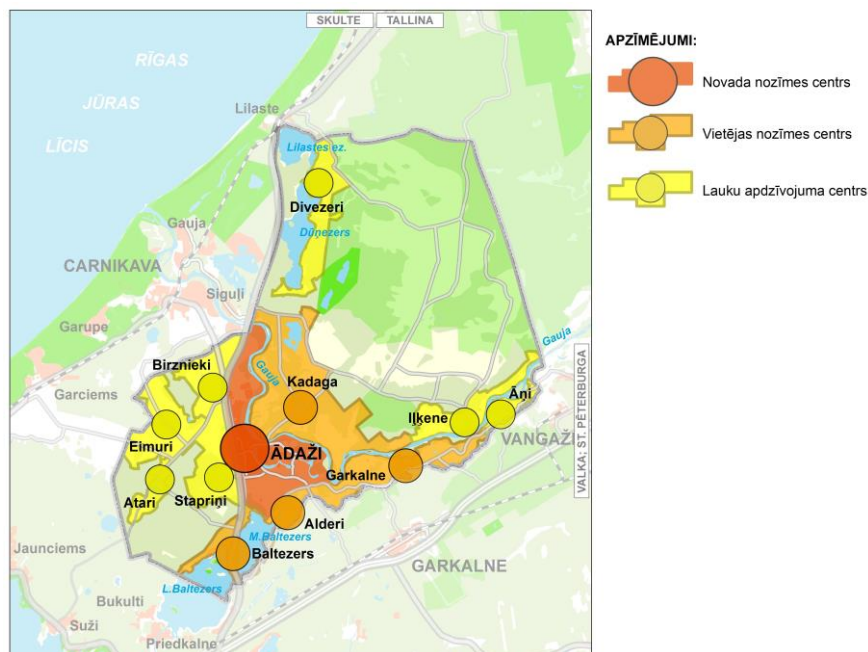 SKULTE
TALLINA
RĪGAS
JŪRAS
LĪCIS
Lilaste
Lilastes ez.
Divezeri
Dūņezers
Gauja
CARNIKAVA
Siguļi
Garupe
Gauja
Birznieki
Kadaga
Gauja
Garciems
Iļķene
Āņi
Eimuri
VANGAŽI
VALKA; ST. PĒTERBURGA
ĀDAŽI
Garkalne
Atari
Stapriņi
Alderi
M.Baltezers
Baltezers
Jaunciems
GARKALNE
L.Baltezers
Bukulti
Suži
Priedkalne
APZĪMĒJUMI:
Novada nozīmes centrs
Vietējas nozīmes centrs
Lauku apdzīvojuma centrs